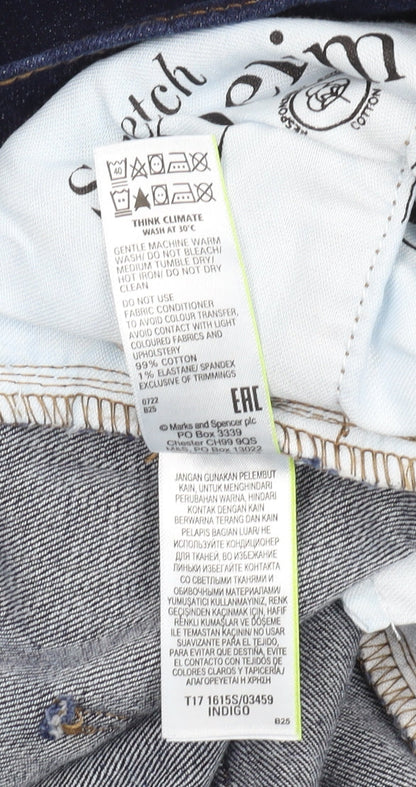 Stretch
RESPO
COTTON
40
THINK CLIMATE
WASH AT 30°C
GENTLE MACHINE WARM
WASH/ DO NOT BLEACH/
MEDIUM TUMBLE DRY/
HOT IRON/ DO NOT DRY
CLEAN
DO NOT USE
FABRIC CONDITIONER
TO AVOID COLOUR TRANSFER,
AVOID CONTACT WITH LIGHT
COLOURED FABRICS AND
UPHOLSTERY
99% COTTON
1% ELASTANE/ SPANDEX
EXCLUSIVE OF TRIMMINGS
0722
B25
EAC
© Marks and Spencer plc
PO Box 3339
Chester CH99 9QS
M&S, PO Box 13022
JANGAN GUNAKAN PELEMBUT
KAIN, UNTUK MENGHINDARI
PERUBAHAN WARNA, HINDARI
KONTAK DENGAN KAIN
BERWARNA TERANG DAN KAIN
PELAPIS BAGIAN LUAR/ НЕ
ИСПОЛЬЗУЙТЕ КОНДИЦИОНЕР
ДЛЯ ТКАНЕЙ, ВО ИЗБЕЖАНИЕ
ЛИНЬКИ ИЗБЕГАЙТЕ КОНТАКТА
СО СВЕТЛЫМИ ТКАНЯМИ И
ОБИВОЧНЫМИ МАТЕРИАЛАМИ/
YUMUŞATICI KULLANMAYINIZ, RENK
GEÇİŞİNDEN KAÇINMAK İÇİN, HAFİF
RENKLİ KUMAŞLAR VE DÖŞEME
İLE TEMASTAN KAÇININ/ NO USAR
SUAVIZANTE PARA EL TEJIDO,
PARA EVITAR QUE DESTIÑA, EVITE
EL CONTACTO CON TEJIDOS DE
COLORES CLAROS Y TAPICERÍA/
ΑΠΑΓΟΡΕΥΕΤΑΙ Η ΧΡΗΣΗ
T17 1615S/03459
INDIGO
B25